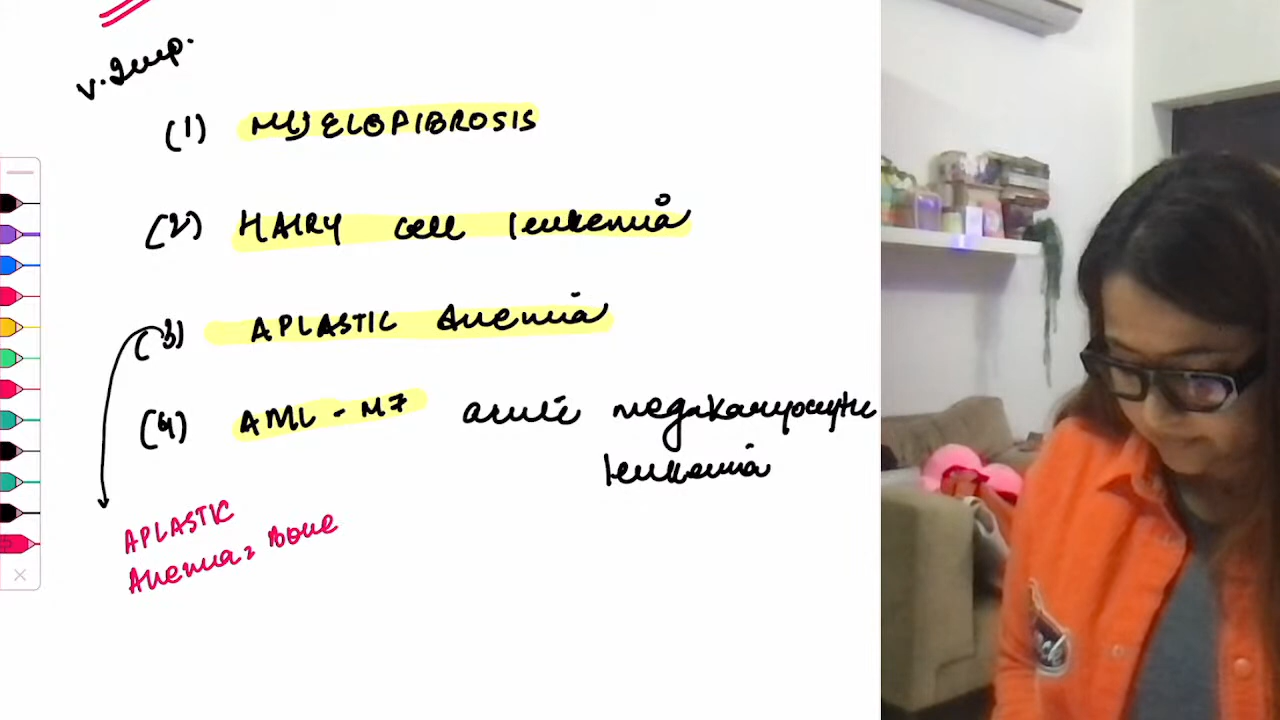 v. Imp.
(1) MYELOFIBROSIS
(2) HAIRY cell leukemia
(3) APLASTIC Anemia
(4) AML - M7 acute megakaryocytic
leukemia
APLASTIC
Anemia = Bone